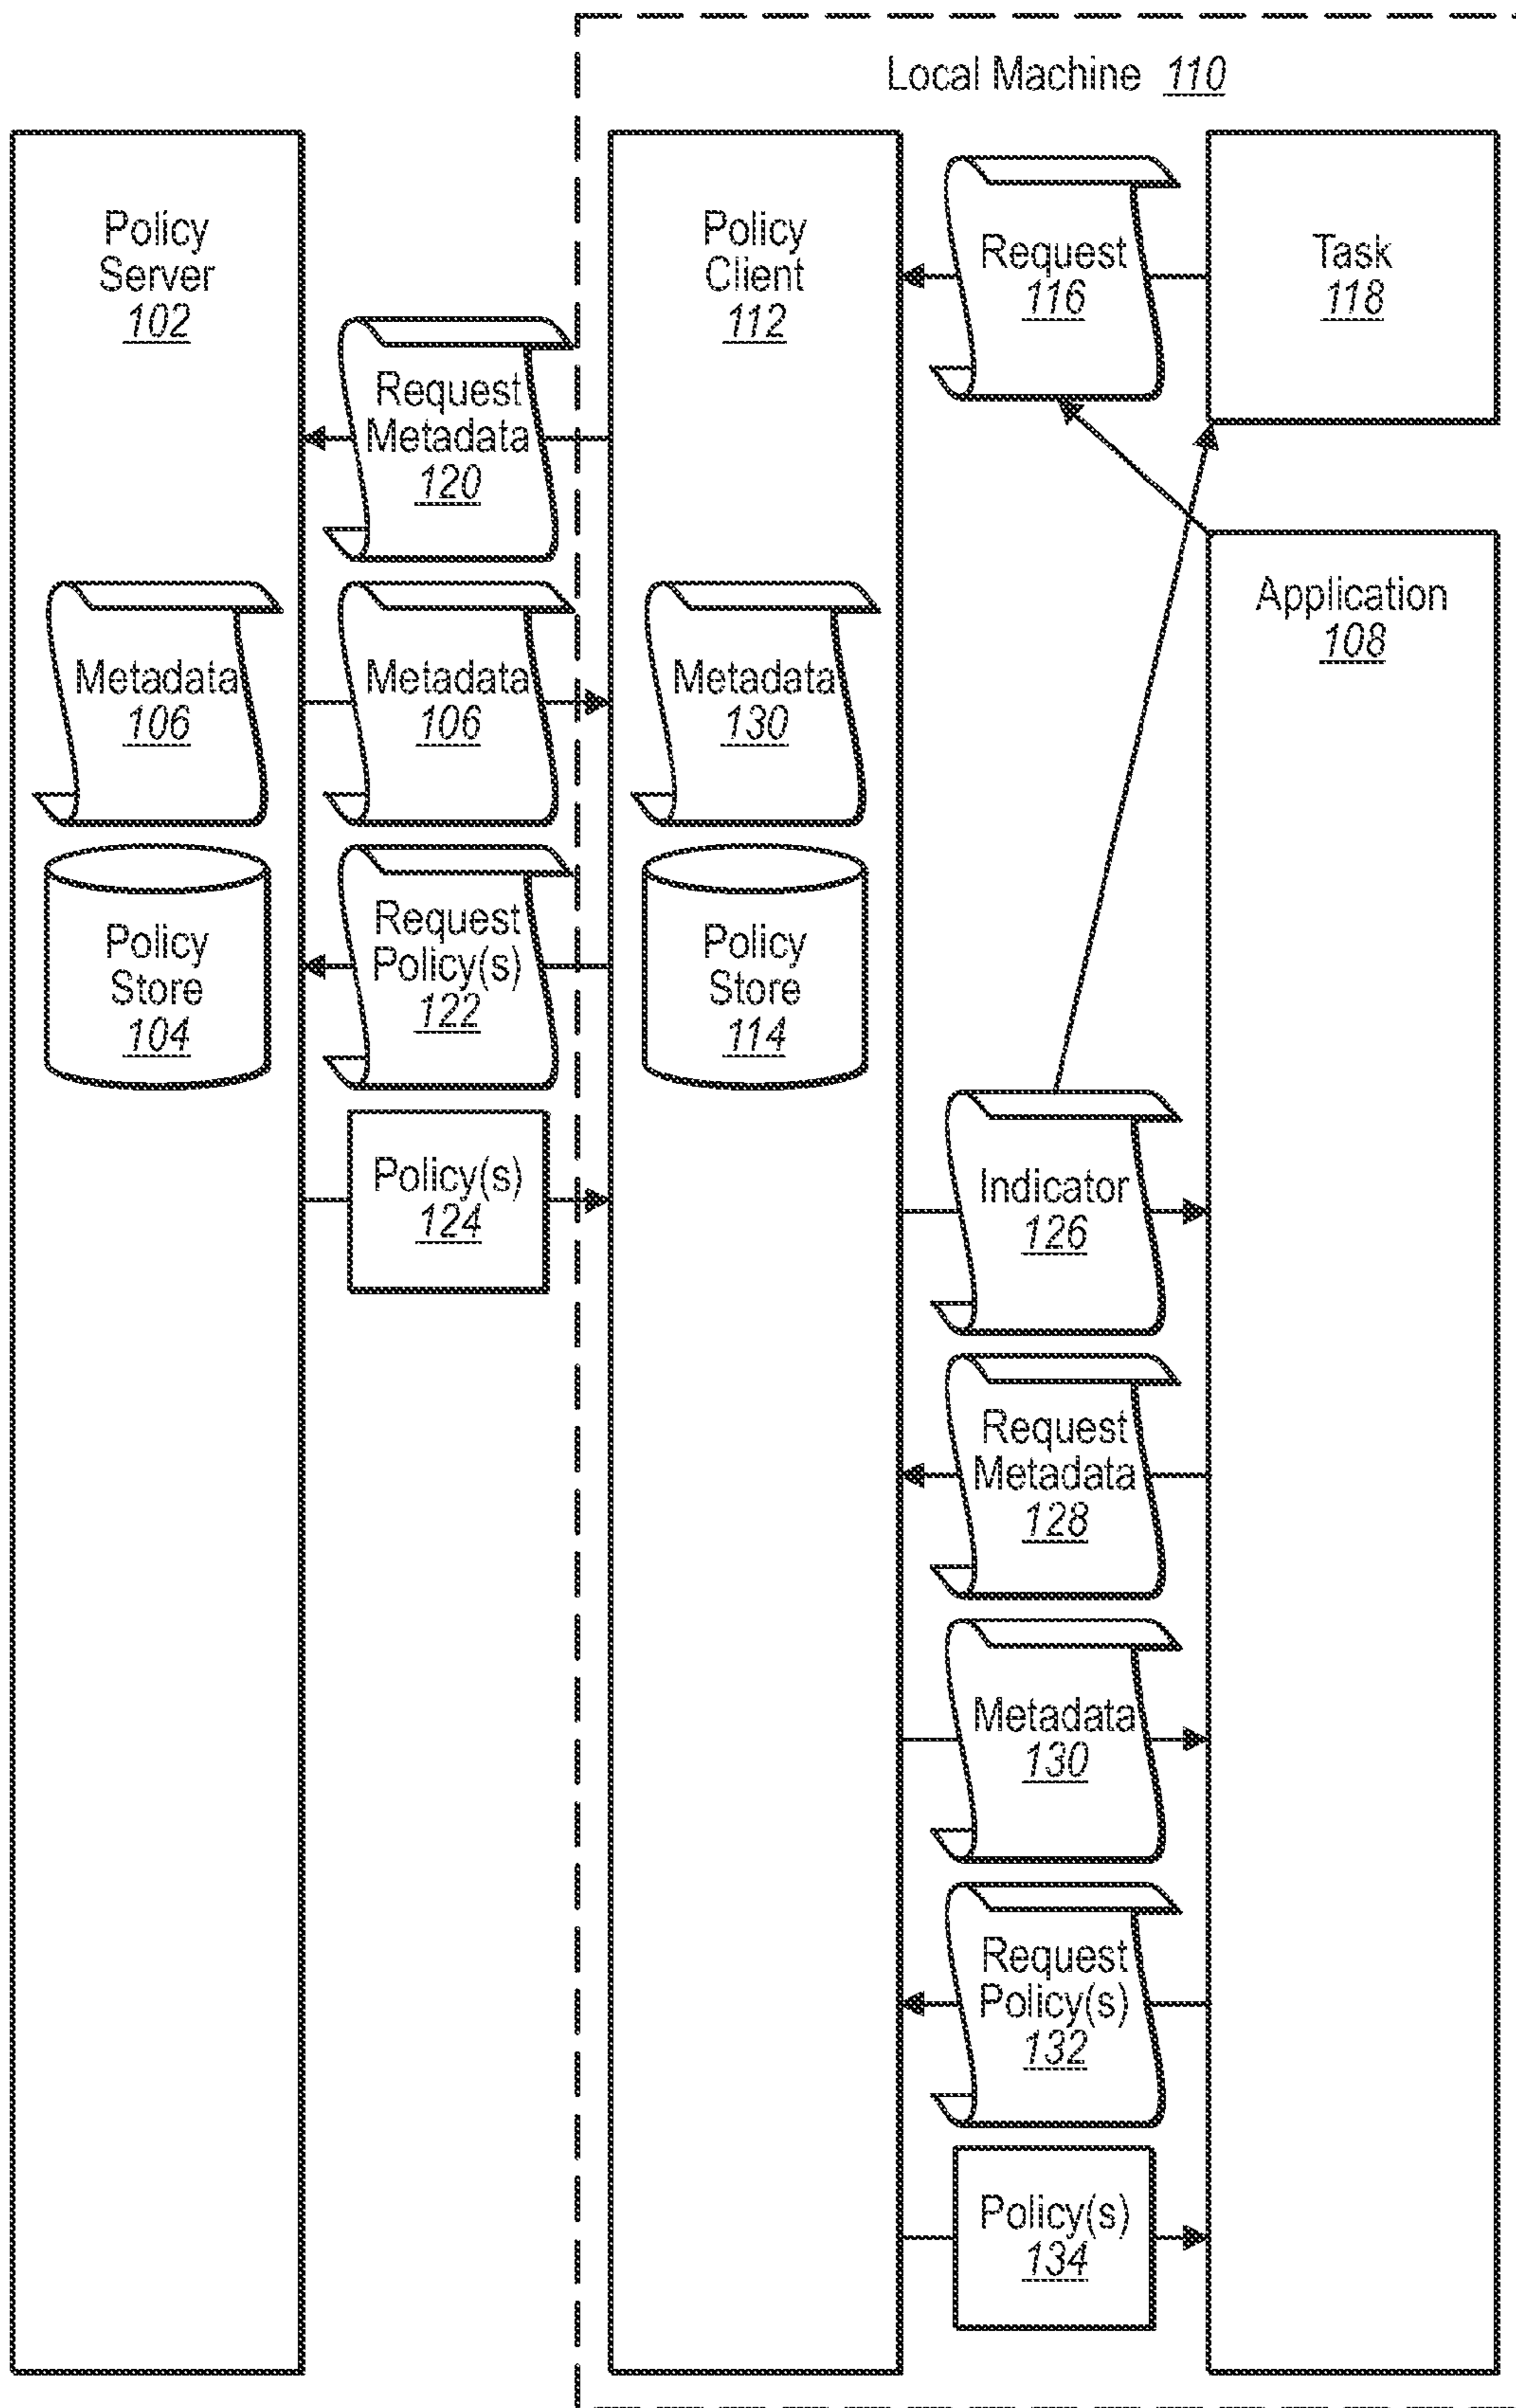 Local Machine 110
Policy
Server
102
Policy
Client
112
Request
116
Task
118
Request
Metadata
120
Application
108
Metadata
106
Metadata
106
Metadata
130
Policy
Store
104
Request
Policy(s)
122
Policy
Store
114
Policy(s)
124
Indicator
126
Request
Metadata
128
Metadata
130
Request
Policy(s)
132
Policy(s)
134